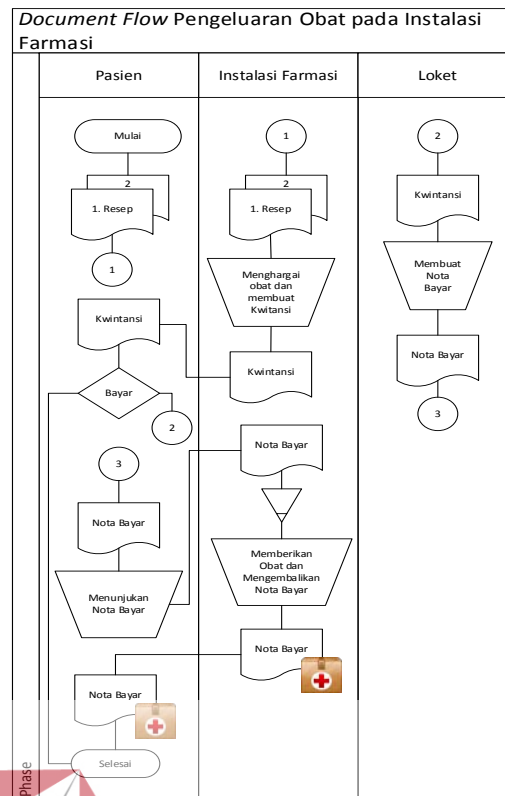 Document Flow Pengeluaran Obat pada Instalasi
Farmasi
Pasien
Instalasi Farmasi
Loket
Mulai
2
1. Resep
1
Kwintansi
Bayar
2
3
Nota Bayar
Menunjukan
Nota Bayar
Nota Bayar
Selesai
1
2
1. Resep
Menghargai
obat dan
membuat
Kwitansi
Kwintansi
Nota Bayar
Memberikan
Obat dan
Mengembalikan
Nota Bayar
Nota Bayar
2
Kwintansi
Membuat
Nota
Bayar
Nota Bayar
3
Phase